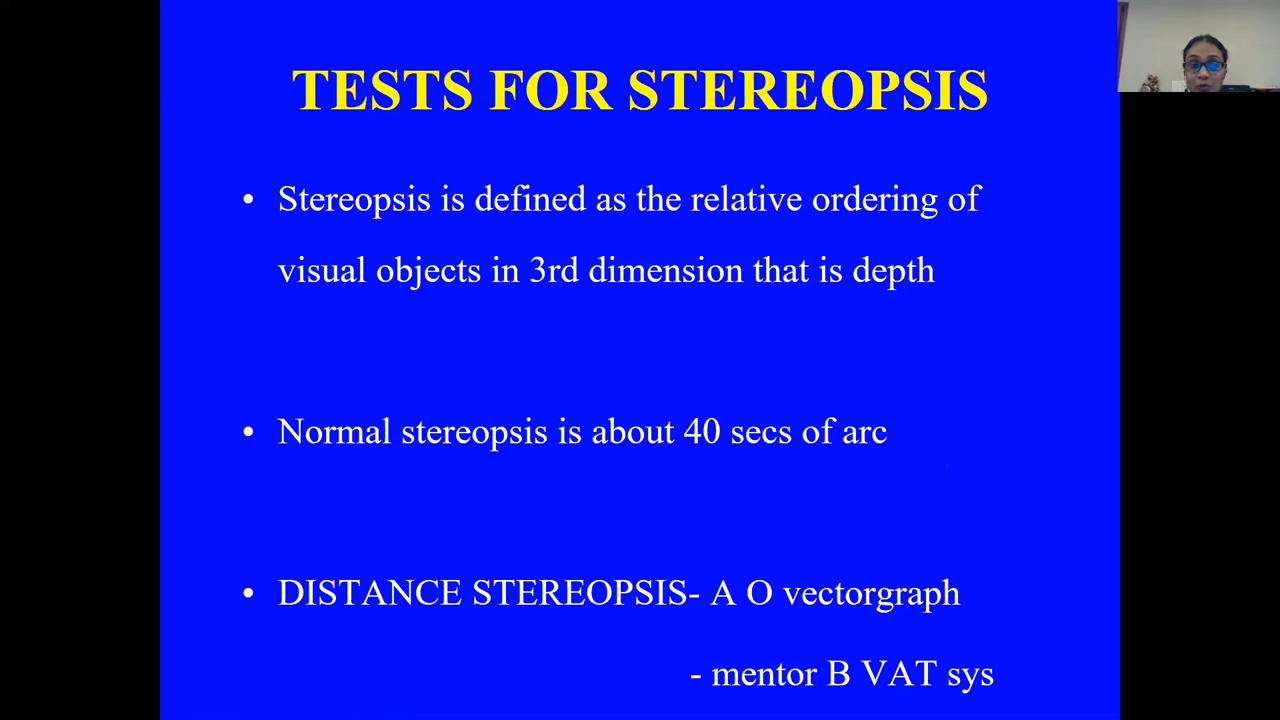 TESTS FOR STEREOPSIS
• Stereopsis is defined as the relative ordering of
visual objects in 3rd dimension that is depth
• Normal stereopsis is about 40 secs of arc
• DISTANCE STEREOPSIS- A O vectorgraph
- mentor B VAT sys